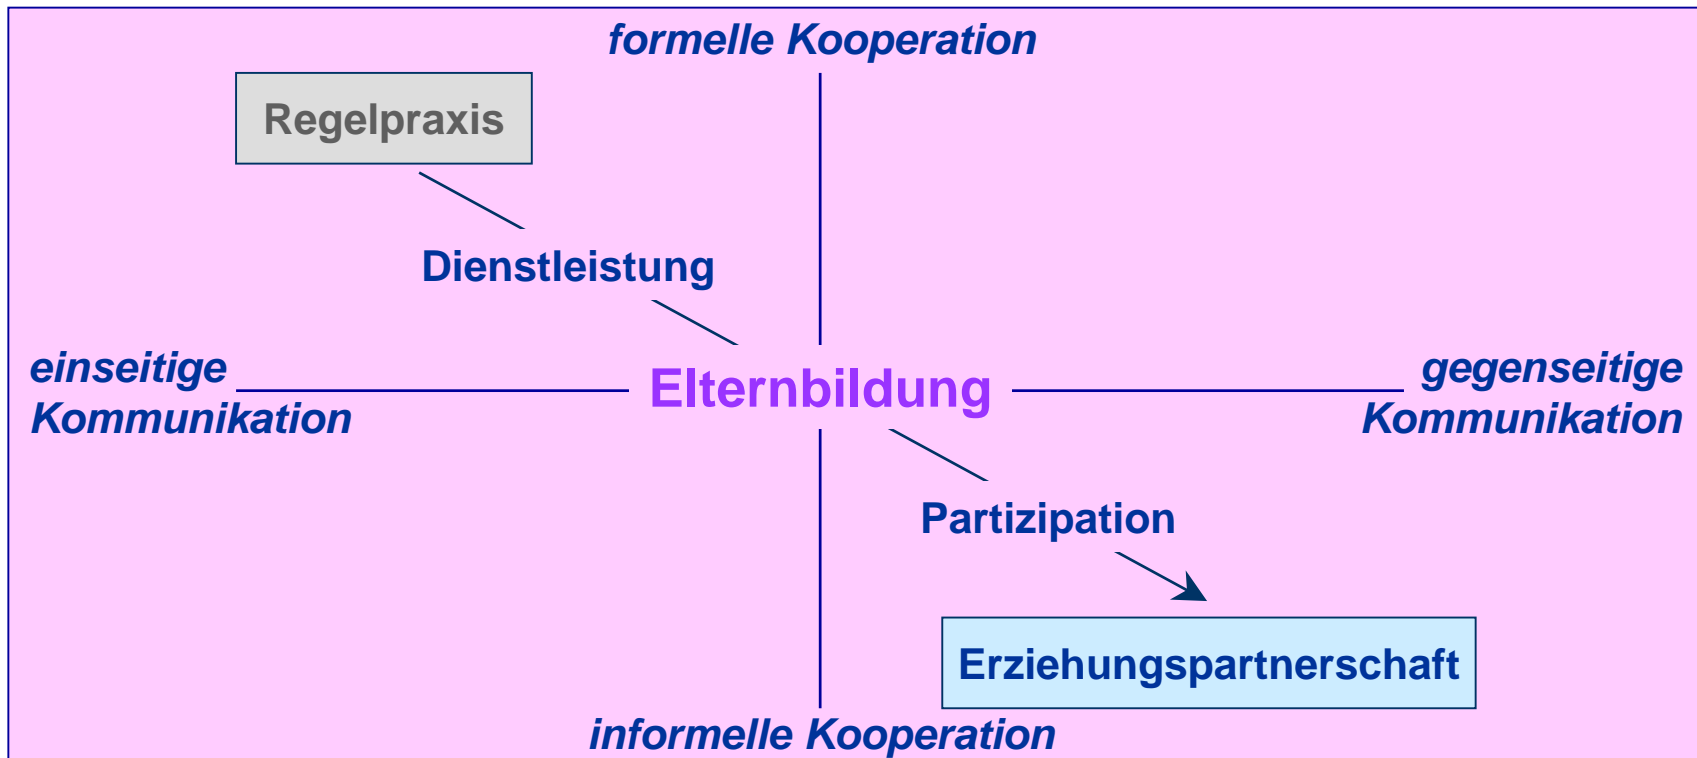 formelle Kooperation
Regelpraxis
Dienstleistung
einseitige
Kommunikation
Elternbildung
gegenseitige
Kommunikation
Partizipation
Erziehungspartnerschaft
informelle Kooperation